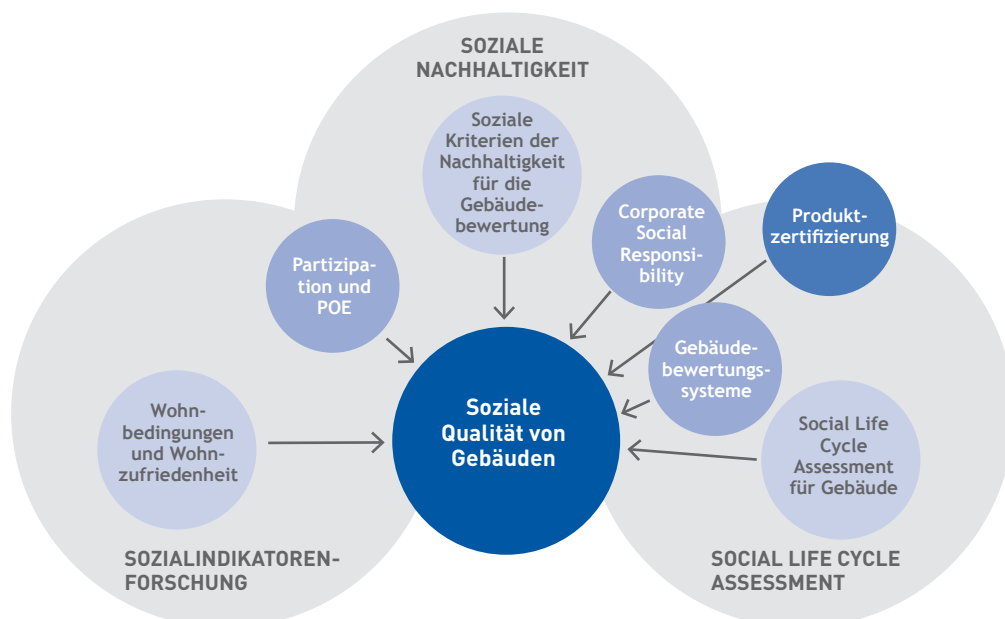 SOZIALE
NACHHALTIGKEIT
Soziale
Kriterien der
Nachhaltigkeit
für die
Gebäude-
bewertung
Corporate
Social
Responsi-
bility
Produkt-
zertifizierung
Partizipa-
tion und
POE
Gebäude-
bewertungs-
systeme
Wohn-
bedingungen
und Wohn-
zufriedenheit
Soziale
Qualität von
Gebäuden
Social Life
Cycle
Assessment
für Gebäude
SOZIALINDIKATOREN-
FORSCHUNG
SOCIAL LIFE CYCLE
ASSESSMENT